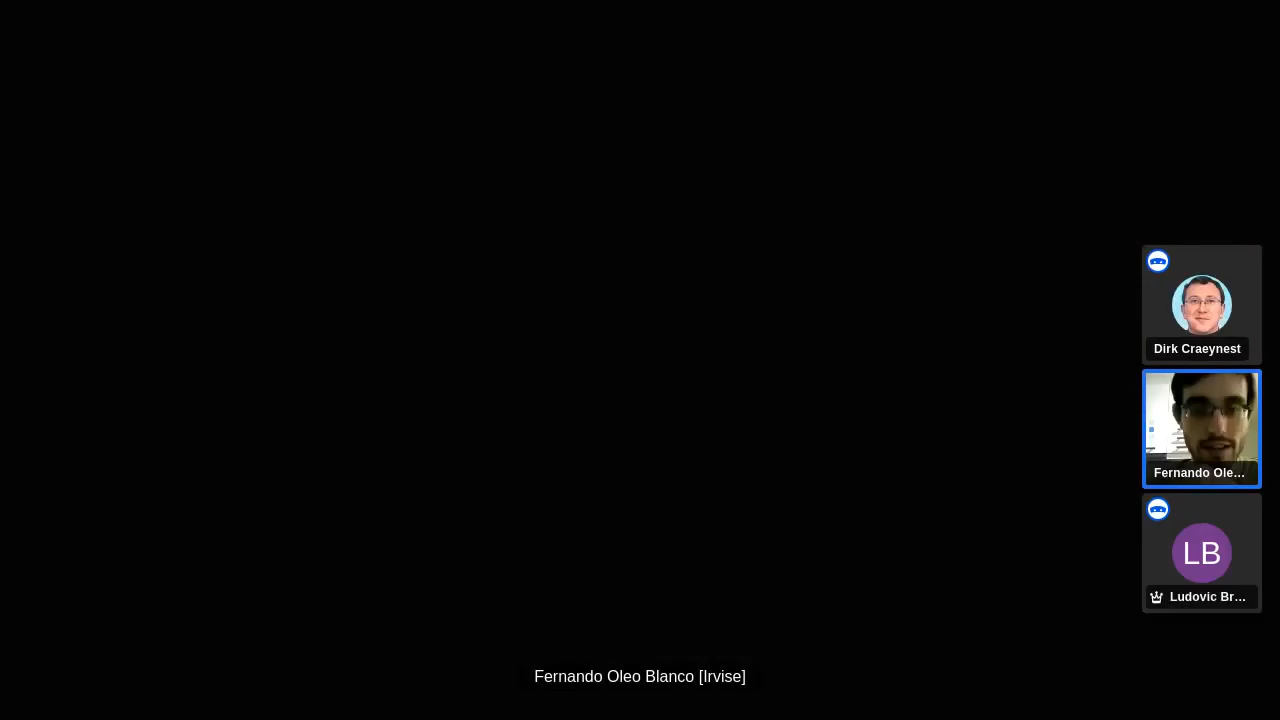 Dirk Craeynest
Fernando Ole...
LB
Ludovic Br...
Fernando Oleo Blanco [Irvise]